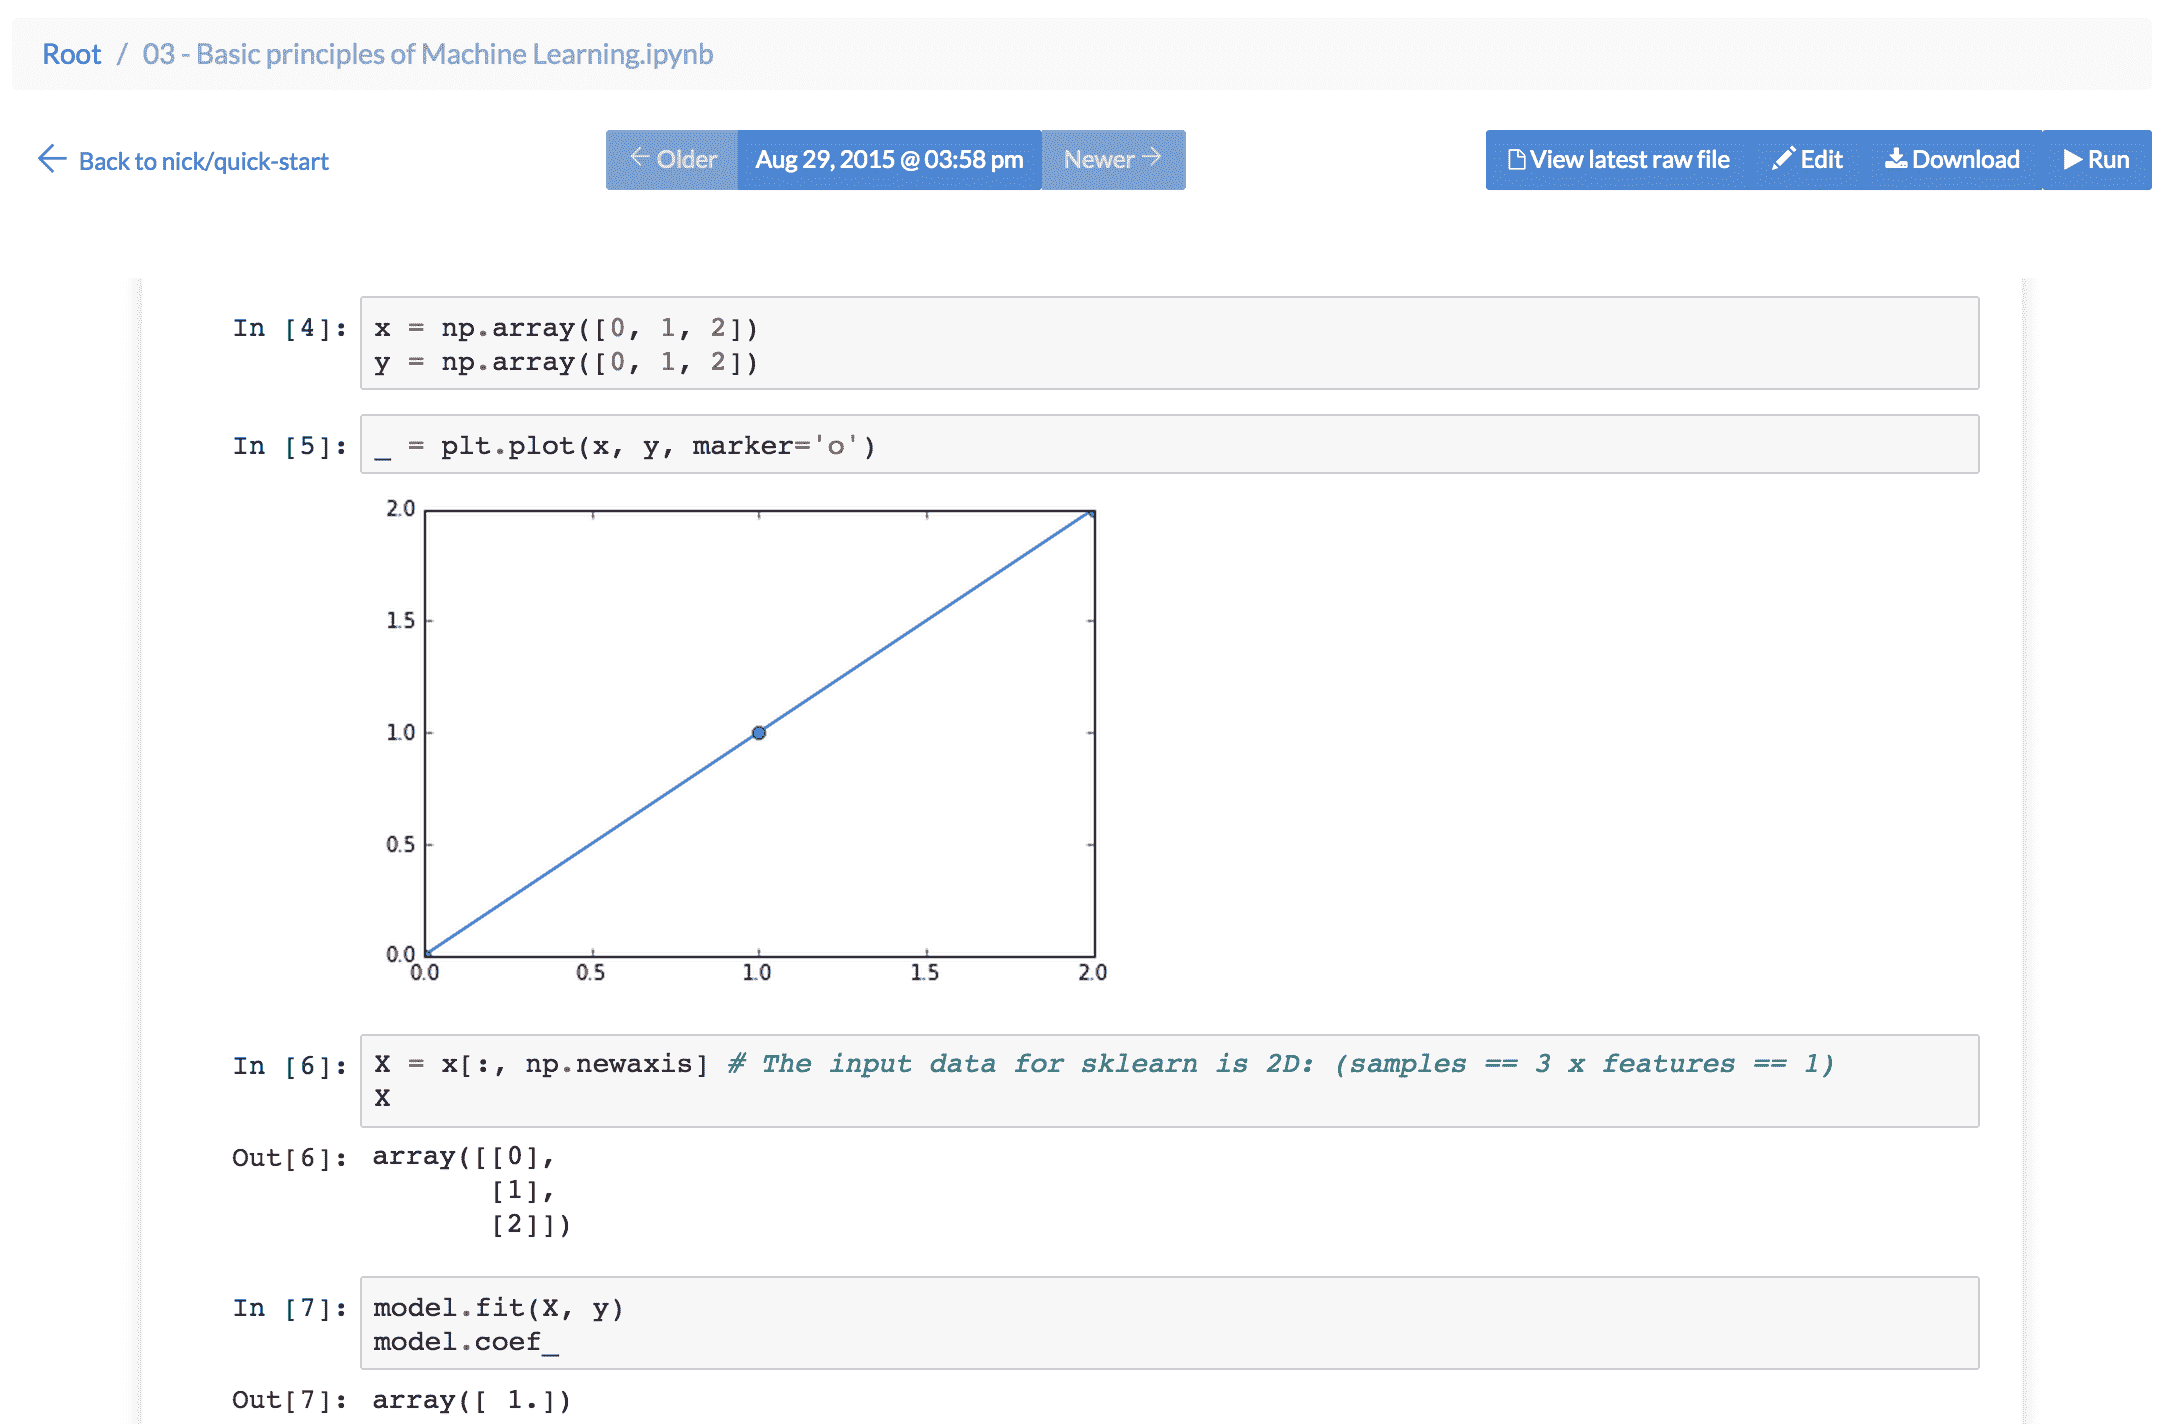 Root / 03 - Basic principles of Machine Learning.ipynb
Back to nick/quick-start
Older Aug 29, 2015 @ 03:58 pm Newer
View latest raw file Edit Download Run
In [4]: x = np.array([0, 1, 2])
y = np.array([0, 1, 2])
In [5]: _ = plt.plot(x, y, marker='o')
2.0
1.5
1.0
0.5
0.0
0.0 0.5 1.0 1.5 2.0
In [6]: X = x[:, np.newaxis] # The input data for sklearn is 2D: (samples == 3 x features == 1)
X
Out[6]: array([[0],
[1],
[2]])
In [7]: model.fit(X, y)
model.coef_
Out[7]: array([ 1.])